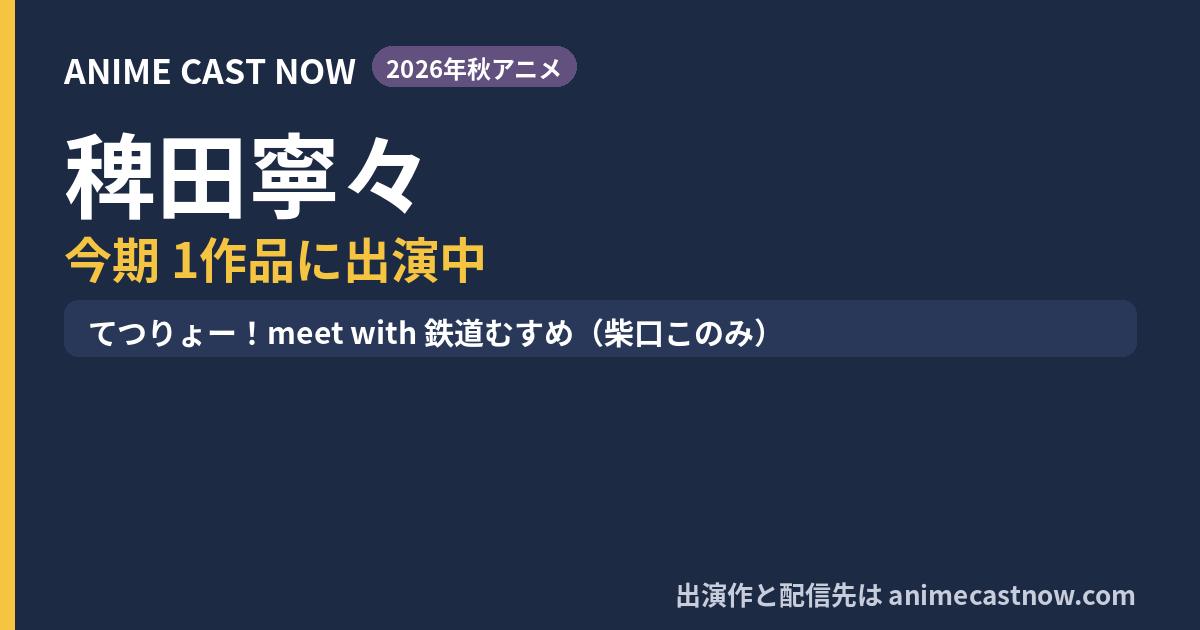 ANIME CAST NOW 2026年秋アニメ
稗田寧々
今期 1作品に出演中
てつりょー！meet with 鉄道むすめ（柴口このみ）
出演作と配信先は animecastnow.com